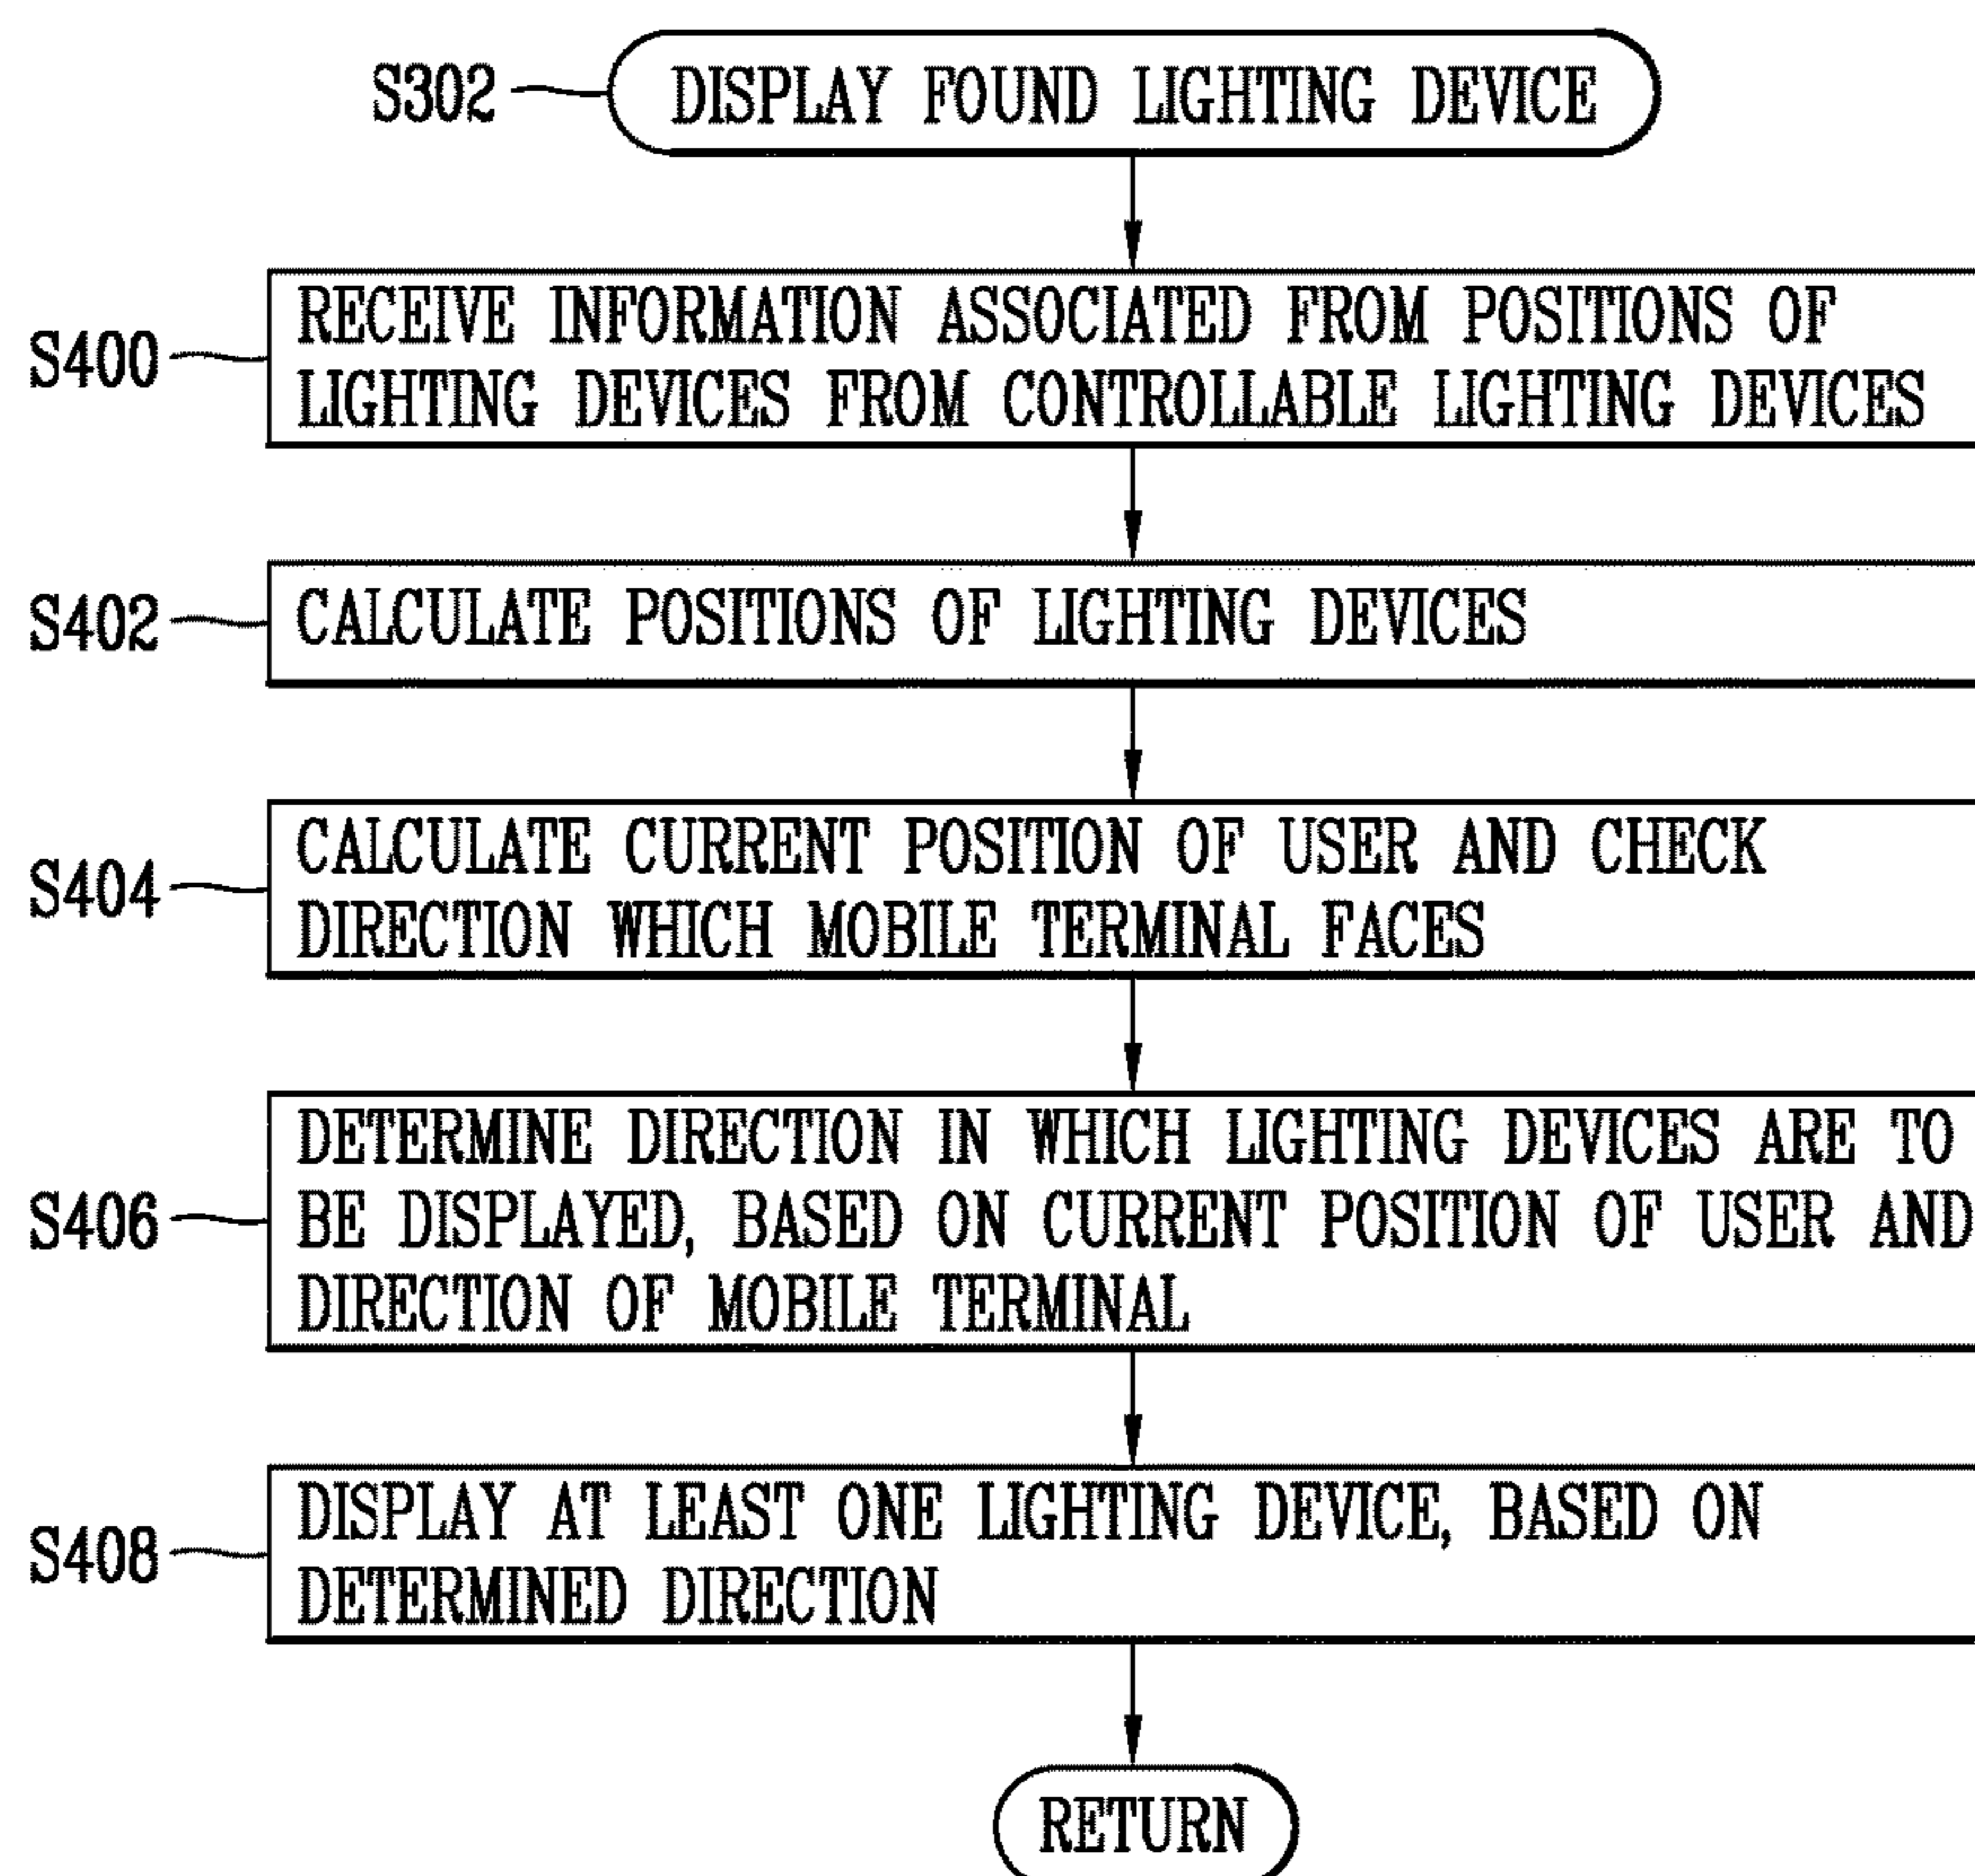 S302 DISPLAY FOUND LIGHTING DEVICE
S400 RECEIVE INFORMATION ASSOCIATED FROM POSITIONS OF
LIGHTING DEVICES FROM CONTROLLABLE LIGHTING DEVICES
S402 CALCULATE POSITIONS OF LIGHTING DEVICES
S404 CALCULATE CURRENT POSITION OF USER AND CHECK
DIRECTION WHICH MOBILE TERMINAL FACES
S406 DETERMINE DIRECTION IN WHICH LIGHTING DEVICES ARE TO
BE DISPLAYED, BASED ON CURRENT POSITION OF USER AND
DIRECTION OF MOBILE TERMINAL
S408 DISPLAY AT LEAST ONE LIGHTING DEVICE, BASED ON
DETERMINED DIRECTION
RETURN